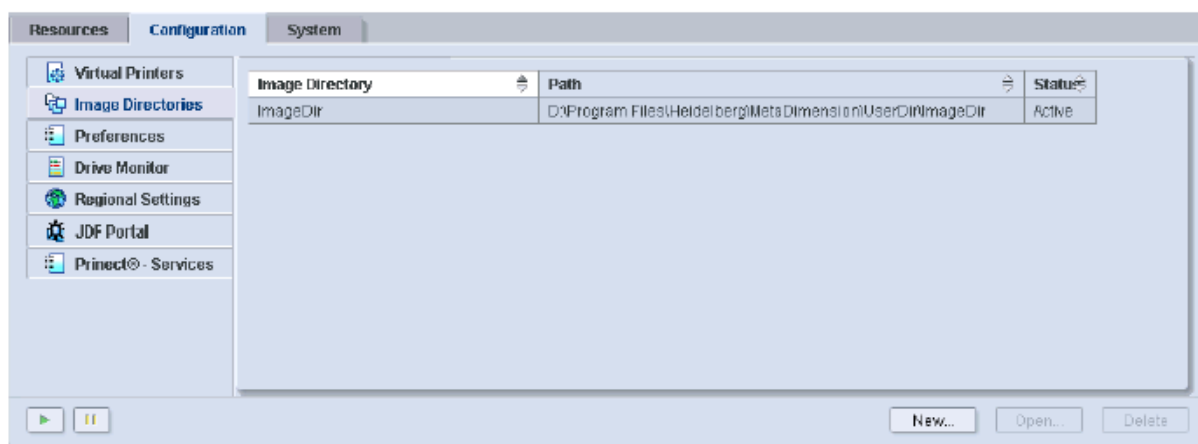 Resources Configuration System
Virtual Printers
Image Directories
Preferences
Drive Monitor
Regional Settings
JDF Portal
Prinect® - Services
Image Directory Path Status
ImageDir D:\Program Files\Heidelberg\MetaDimension\UserDir\ImageDir Active
New... Open... Delete